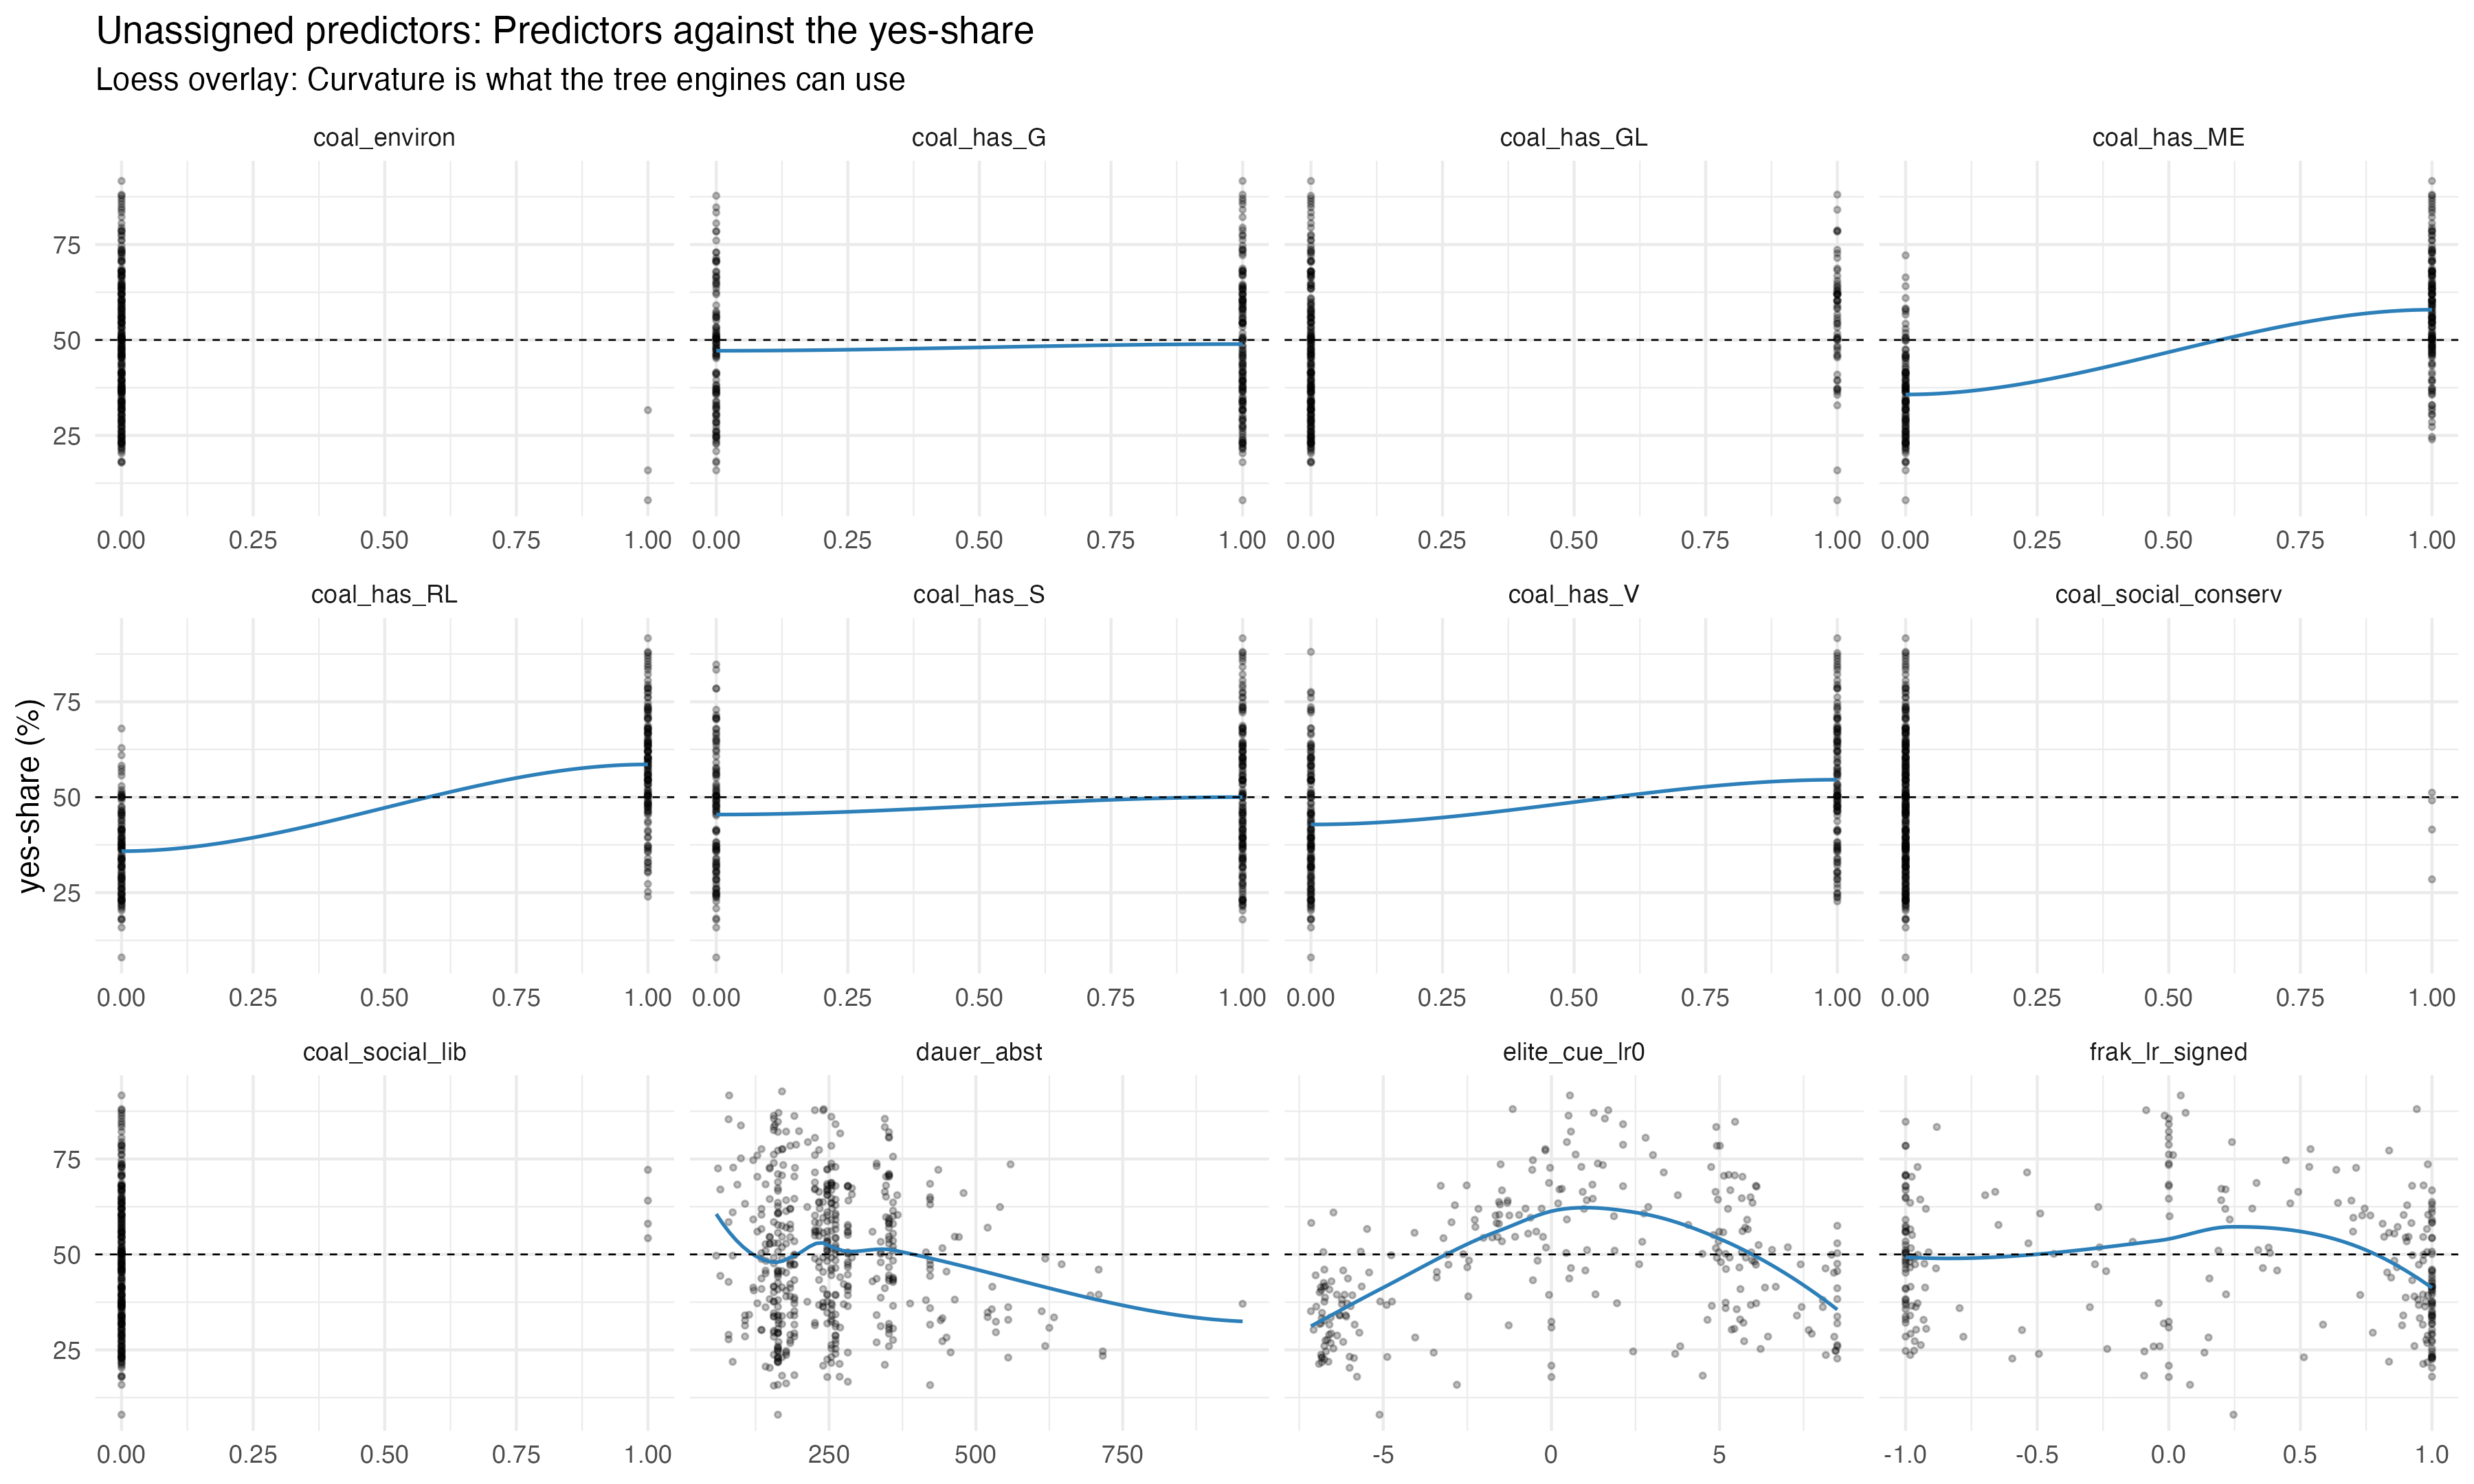 Unassigned predictors: Predictors against the yes-share
Loess overlay: Curvature is what the tree engines can use
coal_environ
coal_has_G
coal_has_GL
coal_has_ME
75
50
25
0.00 0.25 0.50 0.75 1.00
0.00 0.25 0.50 0.75 1.00
0.00 0.25 0.50 0.75 1.00
0.00 0.25 0.50 0.75 1.00
coal_has_RL
coal_has_S
coal_has_V
coal_social_conserv
yes-share (%)
75
50
25
0.00 0.25 0.50 0.75 1.00
0.00 0.25 0.50 0.75 1.00
0.00 0.25 0.50 0.75 1.00
0.00 0.25 0.50 0.75 1.00
coal_social_lib
dauer_abst
elite_cue_lr0
frak_lr_signed
75
50
25
0.00 0.25 0.50 0.75 1.00
250 500 750
-5 0 5
-1.0 -0.5 0.0 0.5 1.0